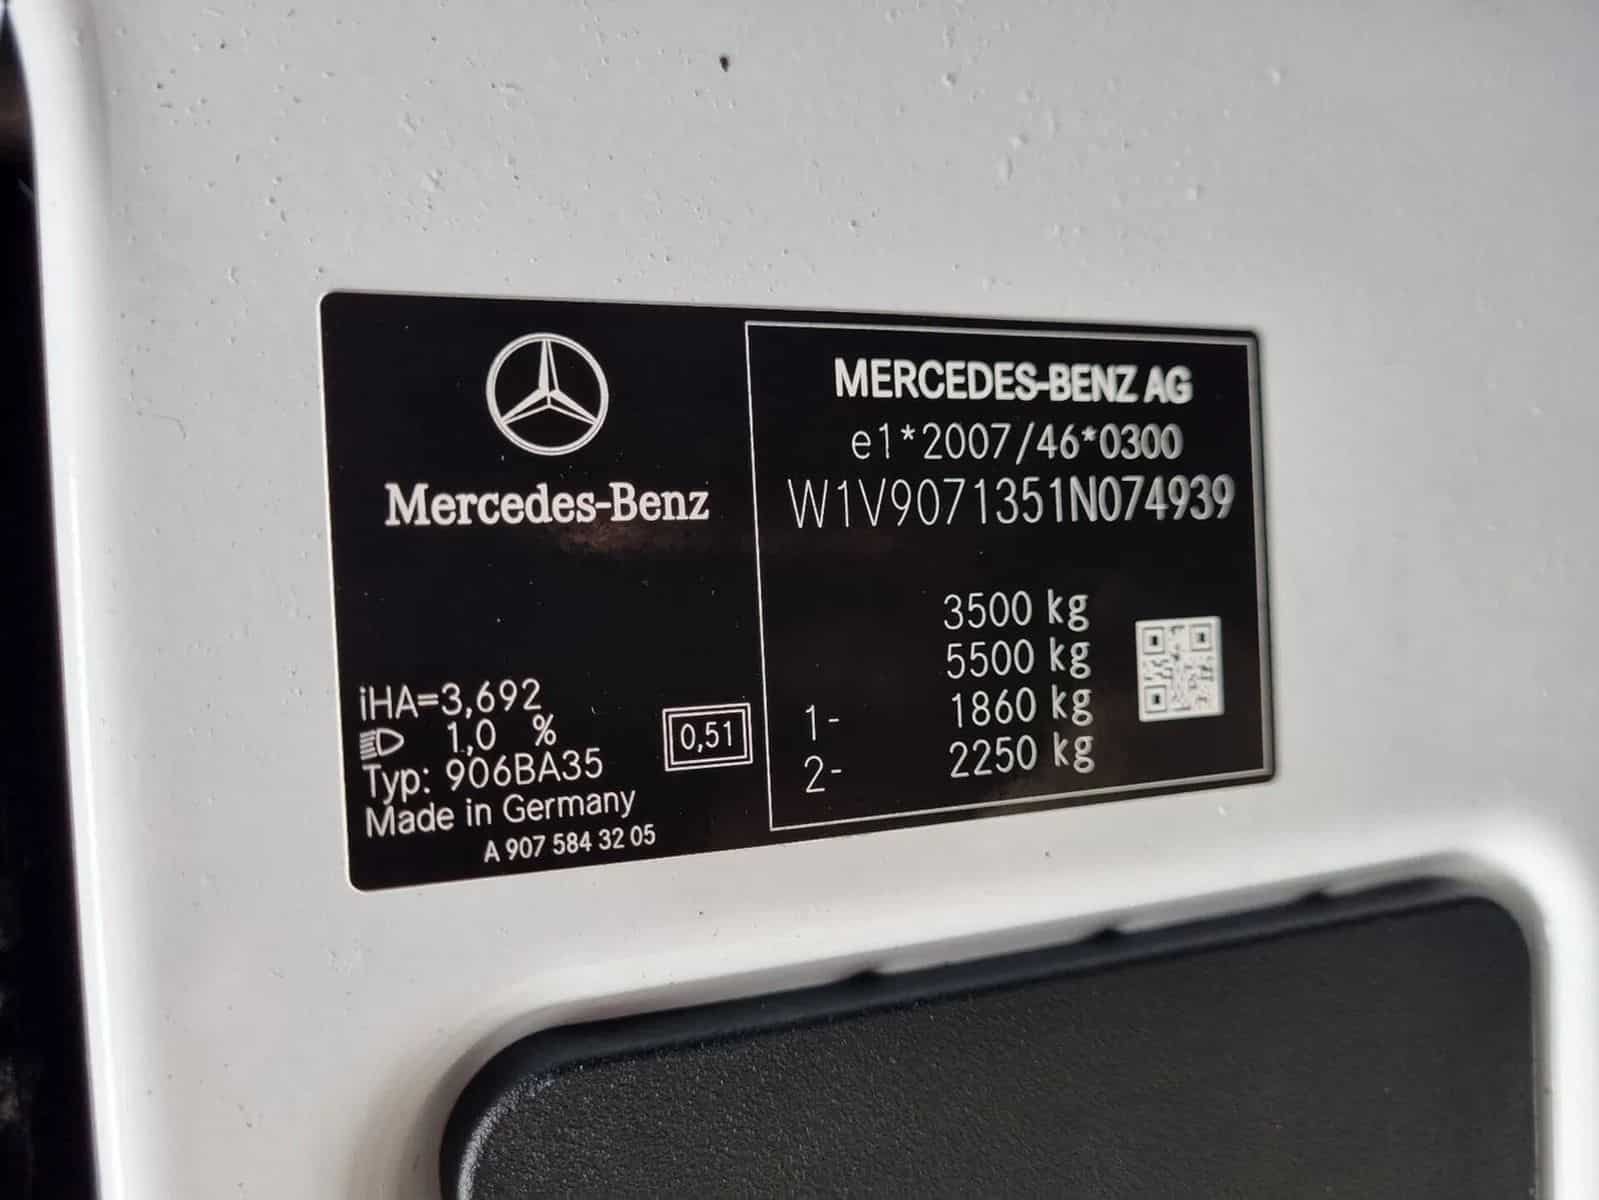 Mercedes-Benz
iHA=3,692
1,0 %
Typ: 906BA35
Made in Germany
A 907 584 32 05
0,51
MERCEDES-BENZ AG
e1*2007/46*0300
W1V9071351N074939
3500 kg
5500 kg
1- 1860 kg
2- 2250 kg